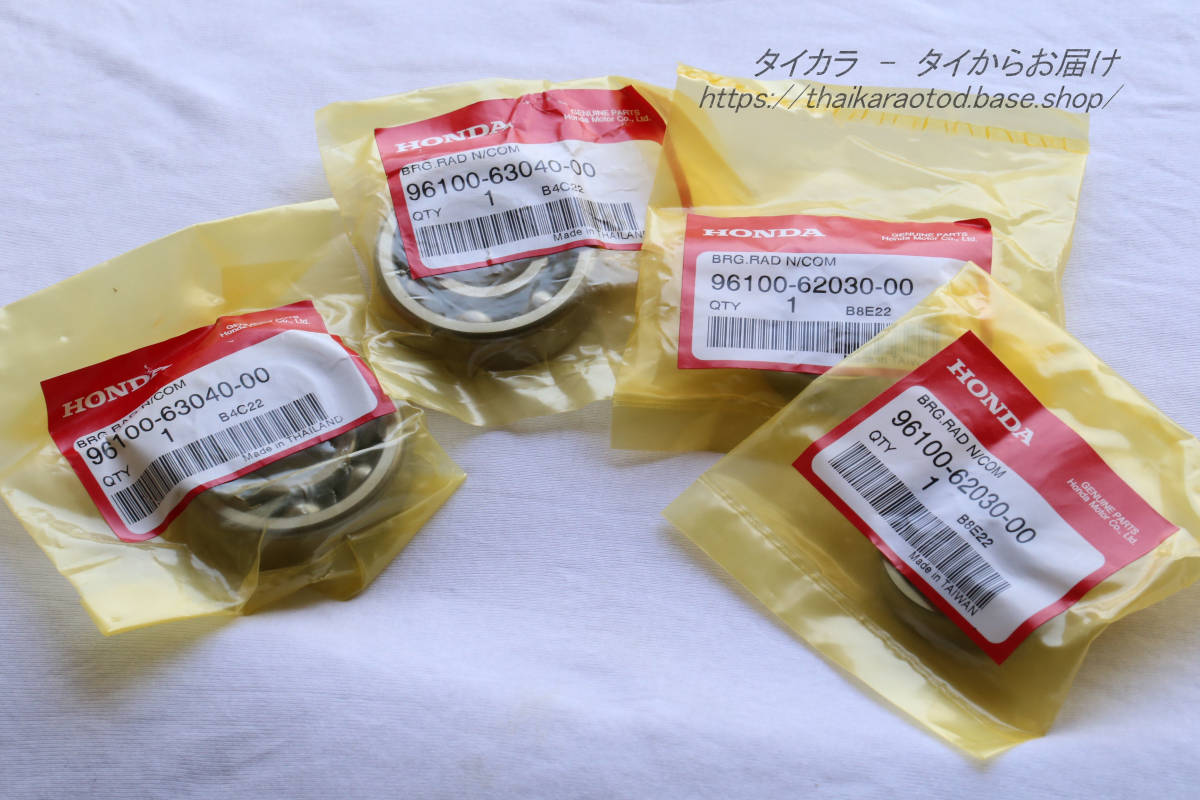 タイカラ - タイからお届け
https://thaikaraotod.base.shop/
HONDA
GENUINE PARTS
Honda Motor Co., Ltd.
BRG.RAD N/COM
96100-63040-00
QTY 1 B4C22
Made in THAILAND
HONDA
GENUINE PARTS
Honda Motor Co., Ltd.
BRG.RAD N/COM
96100-62030-00
QTY 1 B8E22
HONDA
GENUINE PARTS
Honda Motor Co., Ltd.
BRG.RAD N/COM
96100-63040-00
QTY 1 B4C22
Made in THAILAND
HONDA
GENUINE PARTS
Honda Motor Co., Ltd.
BRG.RAD N/COM
96100-62030-00
QTY 1 B8E22
Made in TAIWAN